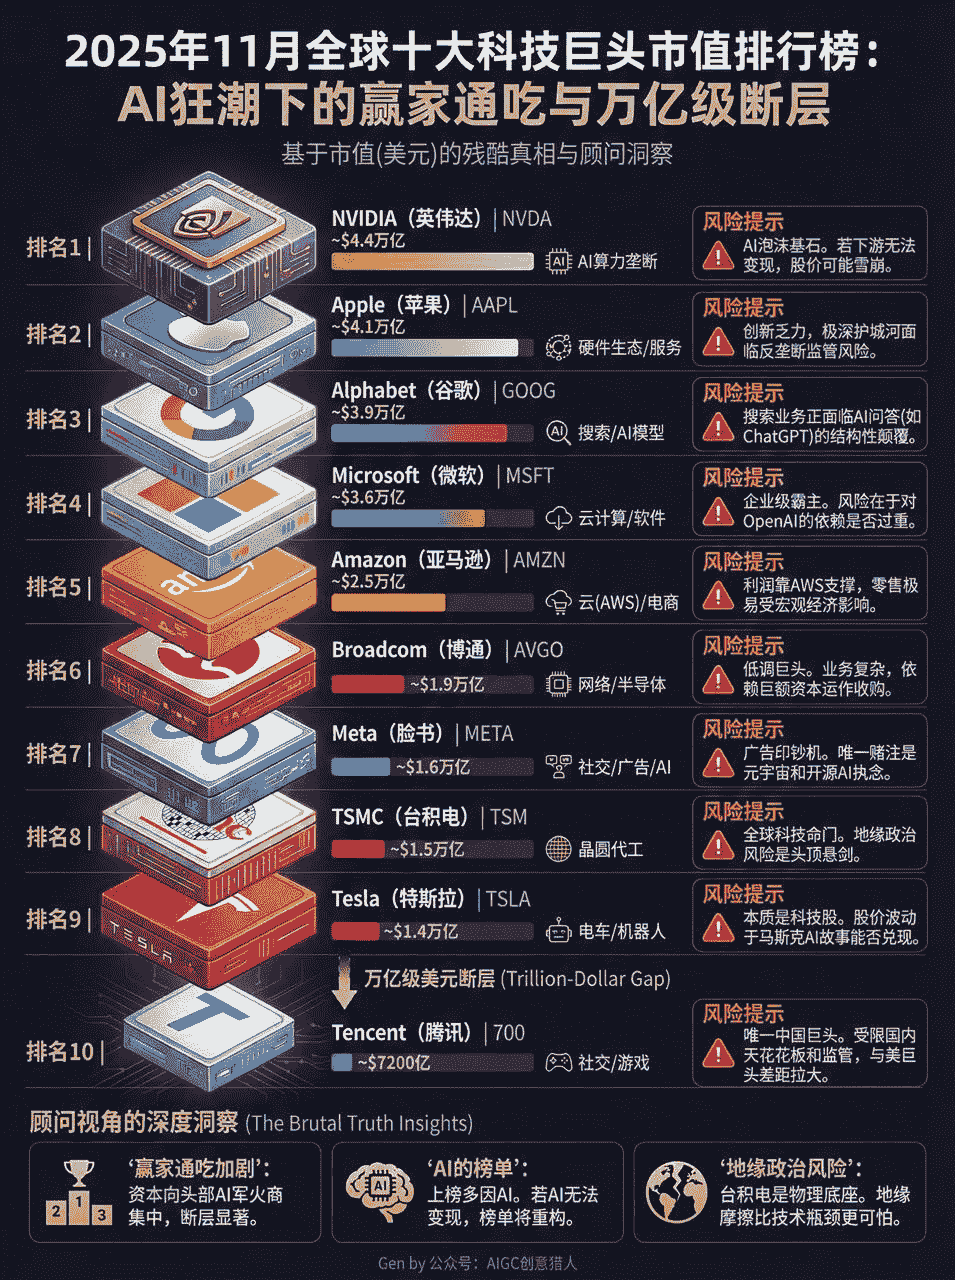 2025年11月全球十大科技巨头市值排行榜：
AI狂潮下的赢家通吃与万亿级断层
基于市值(美元)的残酷真相与顾问洞察
排名1 |
NVIDIA（英伟达）| NVDA
~$4.4万亿
AI
AI算力垄断
风险提示
AI泡沫基石。若下游无法
变现，股价可能雪崩。
排名2 |
Apple（苹果）| AAPL
~$4.1万亿
硬件生态/服务
风险提示
创新乏力，极深护城河面
临反垄断监管风险。
排名3 |
Alphabet（谷歌）| GOOG
~$3.9万亿
AI
搜索/AI模型
风险提示
搜索业务正面临AI问答(如
ChatGPT)的结构性颠覆。
排名4 |
Microsoft（微软）| MSFT
~$3.6万亿
云计算/软件
风险提示
企业级霸主。风险在于对
OpenAI的依赖是否过重。
排名5 |
am
Amazon（亚马逊）| AMZN
~$2.5万亿
云(AWS)/电商
风险提示
利润靠AWS支撑，零售极
易受宏观经济影响。
排名6 |
Broadcom（博通）| AVGO
~$1.9万亿
网络/半导体
风险提示
低调巨头。业务复杂，依
赖巨额资本运作收购。
排名7 |
Meta（脸书）| META
~$1.6万亿
社交/广告/AI
风险提示
广告印钞机。唯一赌注是
元宇宙和开源AI执念。
排名8 |
TSMC（台积电）| TSM
~$1.5万亿
晶圆代工
风险提示
全球科技命门。地缘政治
风险是头顶悬剑。
排名9 |
TESLA
Tesla（特斯拉）| TSLA
~$1.4万亿
电车/机器人
风险提示
本质是科技股。股价波动
于马斯克AI故事能否兑现。
万亿级美元断层 (Trillion-Dollar Gap)
排名10 |
T
Tencent（腾讯）| 700
~$7200亿
社交/游戏
风险提示
唯一中国巨头。受限国内
天花花板和监管，与美巨
头差距拉大。
顾问视角的深度洞察 (The Brutal Truth Insights)
2 1 3
‘赢家通吃加剧’：
资本向头部AI军火商
集中，断层显著。
AI
‘AI的榜单’：
上榜多因AI。若AI无法
变现，榜单将重构。
‘地缘政治风险’：
台积电是物理底座。地缘
摩擦比技术瓶颈更可怕。
Gen by 公众号：AIGC创意猎人